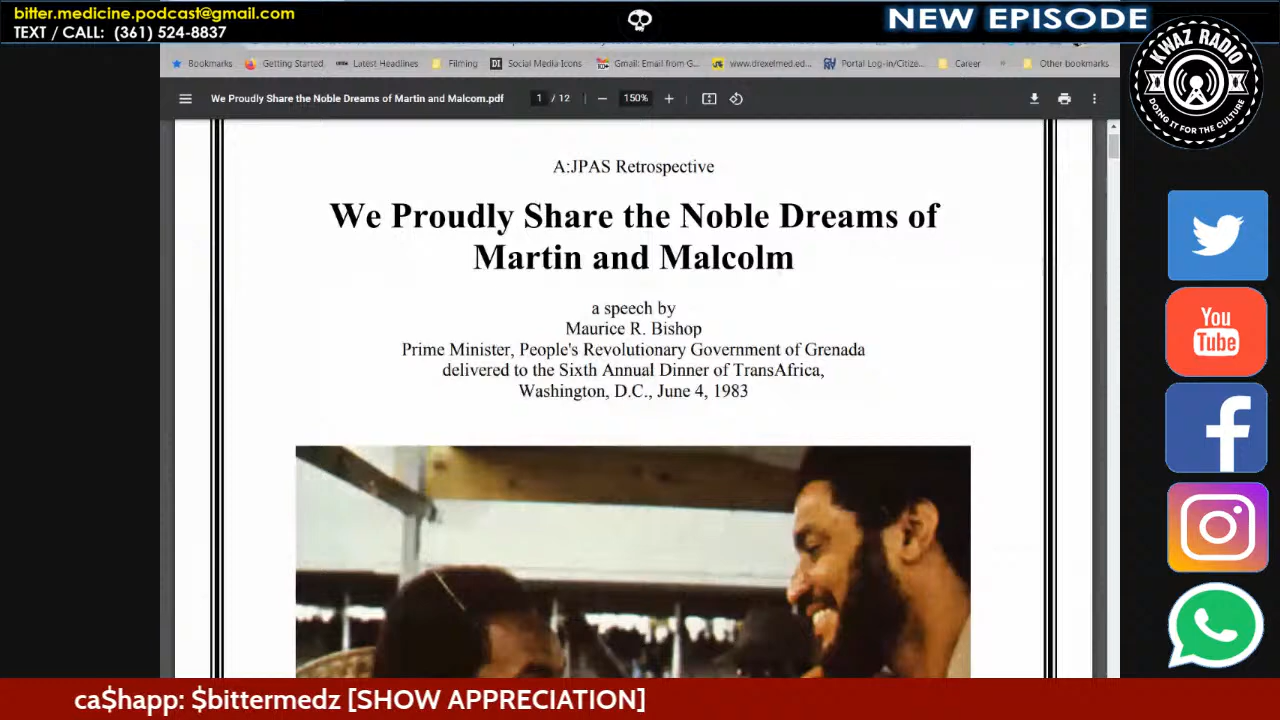 bitter.medicine.podcast@gmail.com
TEXT / CALL: (361) 524-8837
NEW EPISODE
KWAZ RADIO
DOING IT FOR THE CULTURE
Bookmarks Getting Started Latest Headlines Filming Social Media Icons Gmail: Email from G... www.drexelmed.ed... Portal Log-in/Citize... Career » Other bookmarks
We Proudly Share the Noble Dreams of Martin and Malcom.pdf 1 / 12 150%
A:JPAS Retrospective
We Proudly Share the Noble Dreams of
Martin and Malcolm
a speech by
Maurice R. Bishop
Prime Minister, People's Revolutionary Government of Grenada
delivered to the Sixth Annual Dinner of TransAfrica,
Washington, D.C., June 4, 1983
You
Tube
ca$happ: $bittermedz [SHOW APPRECIATION]